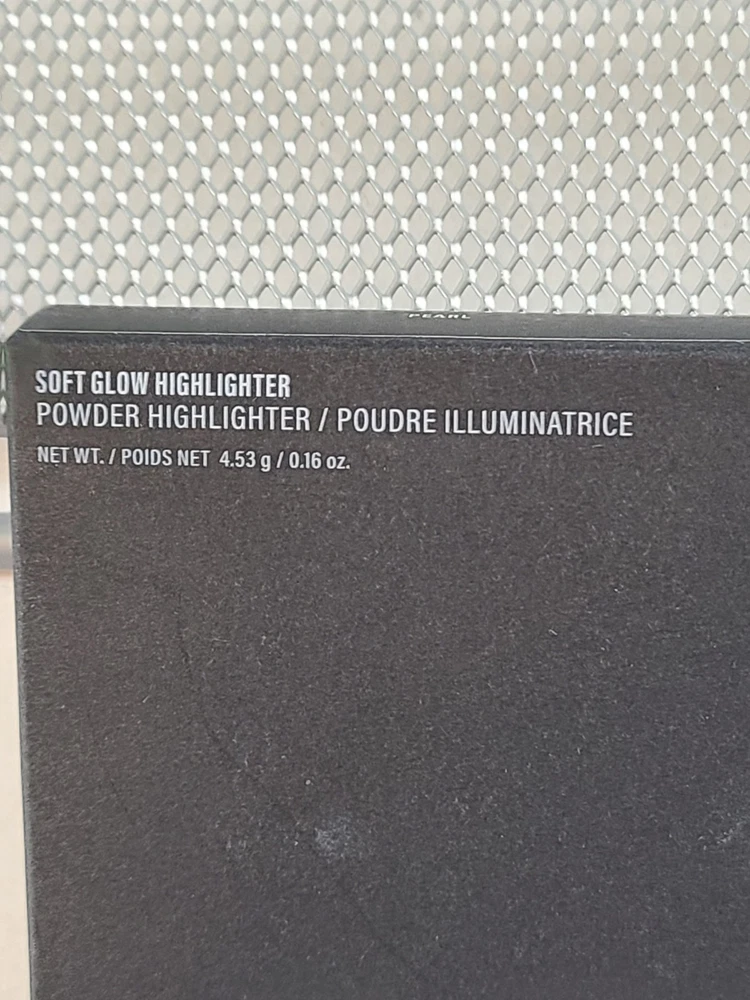 PEARL
SOFT GLOW HIGHLIGHTER
POWDER HIGHLIGHTER / POUDRE ILLUMINATRICE
NET WT. / POIDS NET 4.53 g / 0.16 oz.